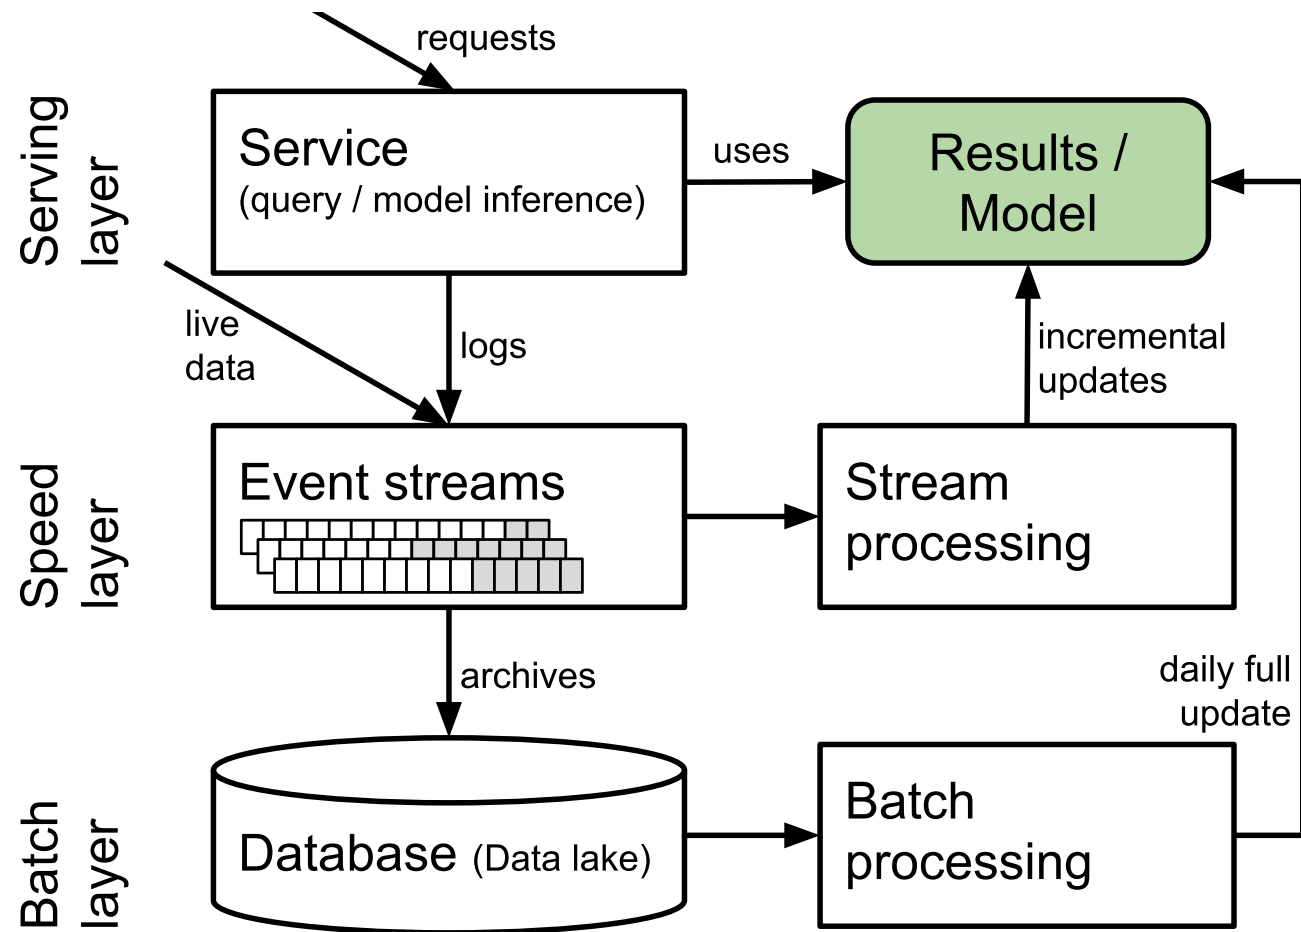 requests
Serving
layer
Service
(query / model inference)
uses
Results /
Model
live
data
logs
incremental
updates
Speed
layer
Event streams
Stream
processing
archives
daily full
update
Batch
layer
Database (Data lake)
Batch
processing